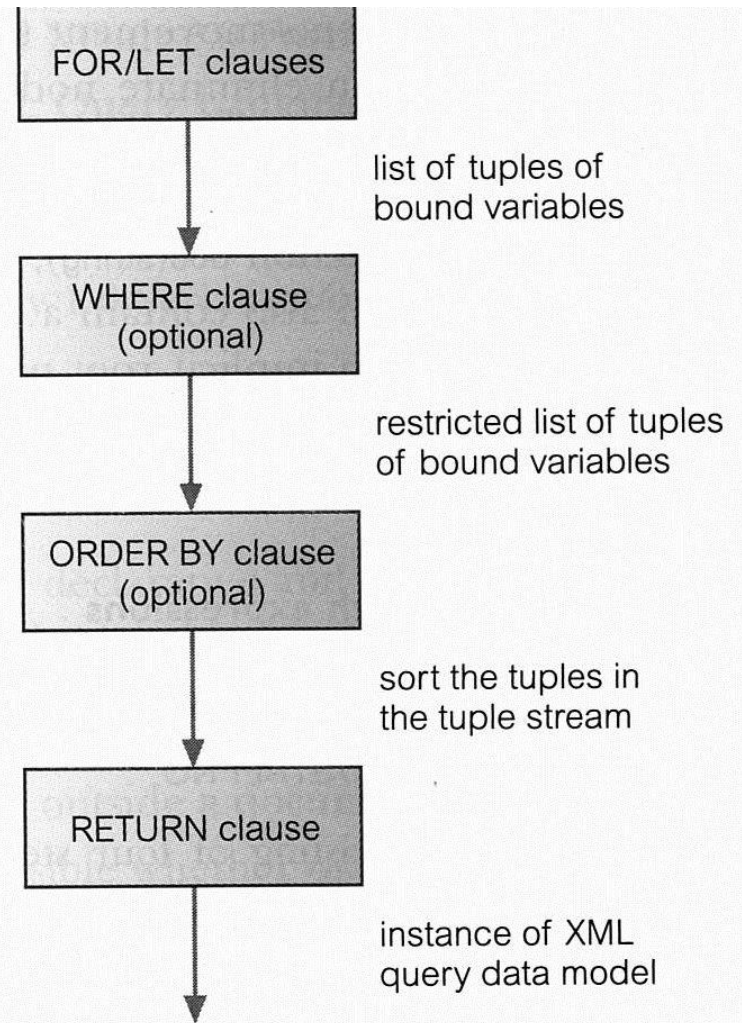 FOR/LET clauses
list of tuples of
bound variables
WHERE clause
(optional)
restricted list of tuples
of bound variables
ORDER BY clause
(optional)
sort the tuples in
the tuple stream
RETURN clause
instance of XML
query data model